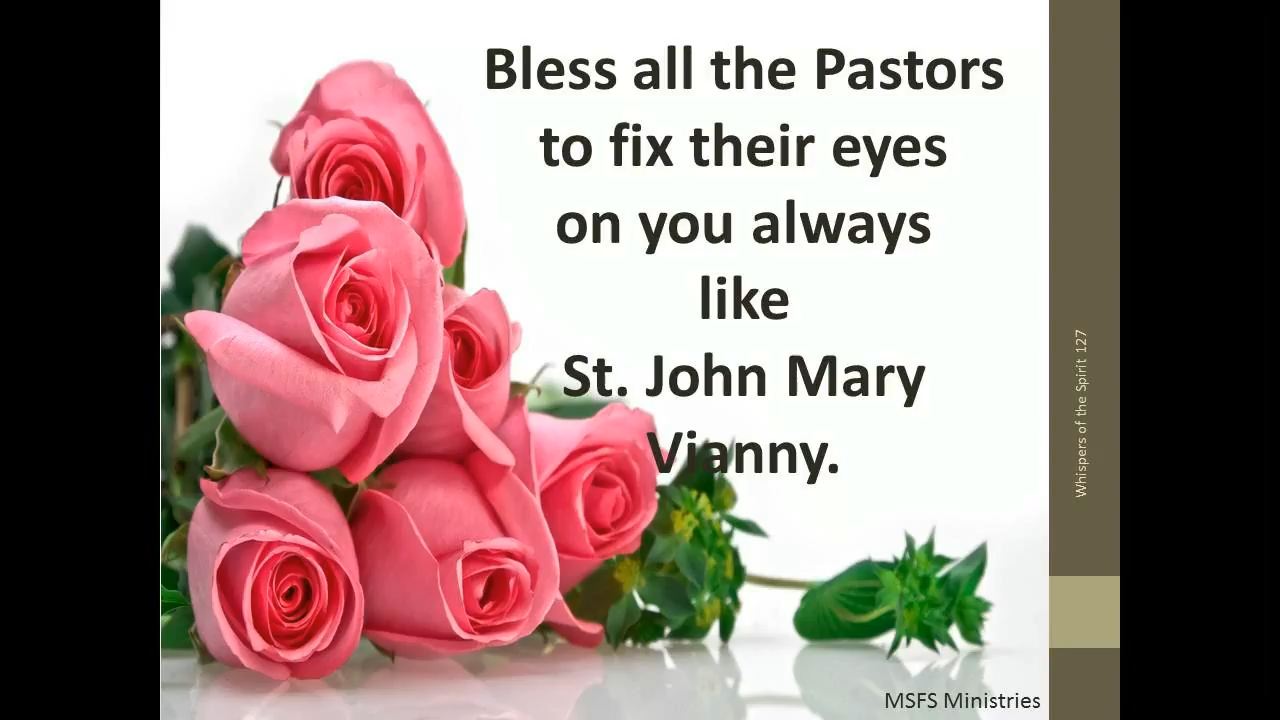 Bless all the Pastors
to fix their eyes
on you always
like
St. John Mary
Vianny.
Whispers of the Spirit 127
MSFS Ministries